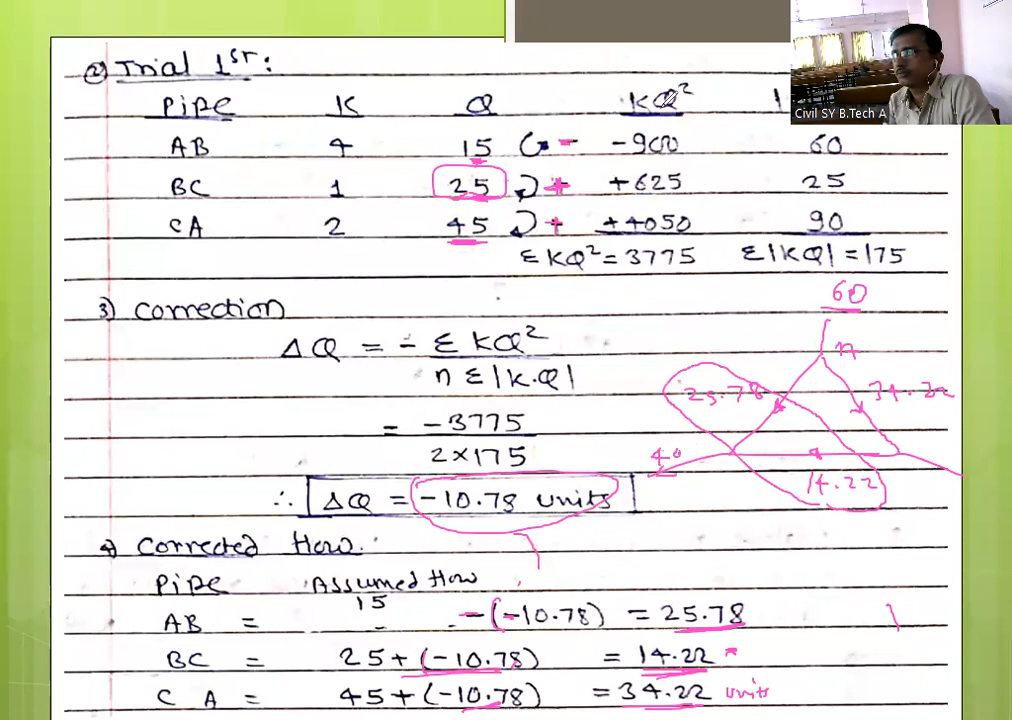 2) Trial 1st:
Pipe K Q KQ²
AB 4 15 - -900 60
BC 1 25 + +625 25
CA 2 45 + +4050 90
ΣKQ² = 3775 Σ|KQ| = 175
Civil SY B.Tech A
3) Correction
ΔQ = - ΣKQ²
n Σ|K.Q|
= -3775
2×175
∴ ΔQ = -10.78 units
60
A
25.78 34.22
40
14.22
4) Corrected flow:
Pipe Assumed flow
AB = 15 -(-10.78) = 25.78
BC = 25+(-10.78) = 14.22
CA = 45+(-10.78) = 34.22 units